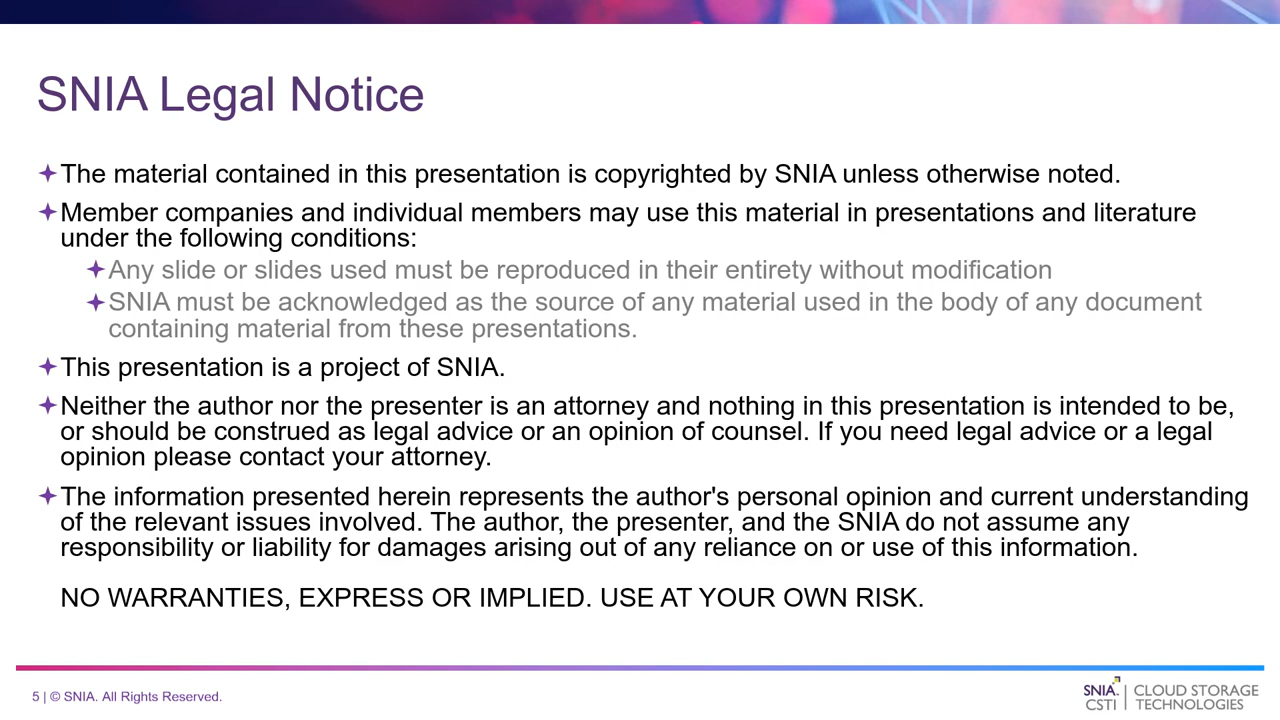 SNIA Legal Notice
The material contained in this presentation is copyrighted by SNIA unless otherwise noted.
Member companies and individual members may use this material in presentations and literature
under the following conditions:
Any slide or slides used must be reproduced in their entirety without modification
SNIA must be acknowledged as the source of any material used in the body of any document
containing material from these presentations.
This presentation is a project of SNIA.
Neither the author nor the presenter is an attorney and nothing in this presentation is intended to be,
or should be construed as legal advice or an opinion of counsel. If you need legal advice or a legal
opinion please contact your attorney.
The information presented herein represents the author's personal opinion and current understanding
of the relevant issues involved. The author, the presenter, and the SNIA do not assume any
responsibility or liability for damages arising out of any reliance on or use of this information.
NO WARRANTIES, EXPRESS OR IMPLIED. USE AT YOUR OWN RISK.
5 | © SNIA. All Rights Reserved.
SNIA. | CLOUD STORAGE
CSTI | TECHNOLOGIES